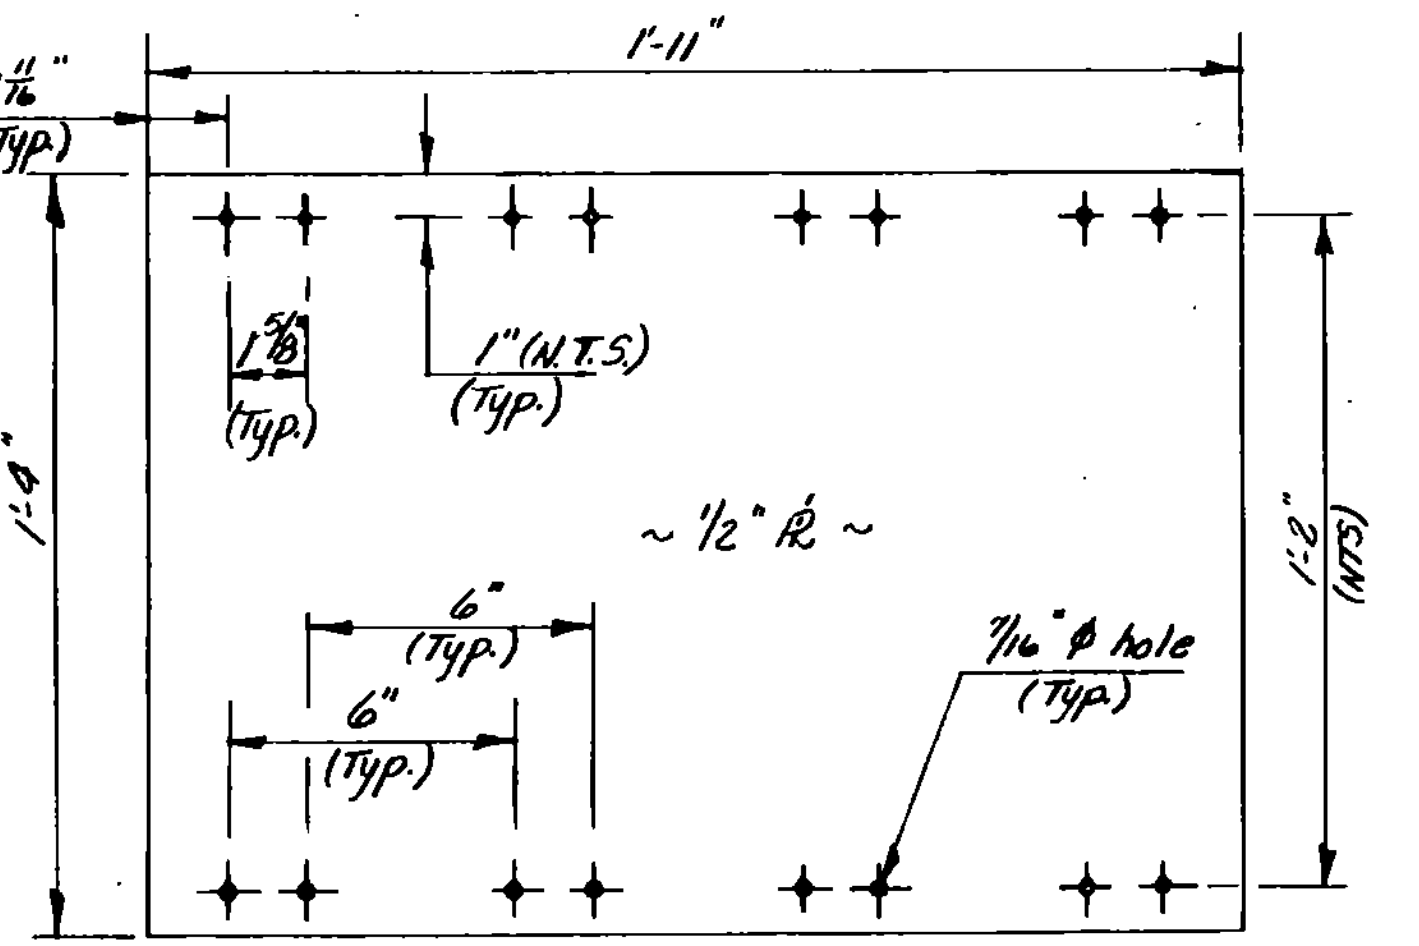 1'-11"
11/16"
(Typ.)
1 5/8"
(Typ.)
1" (N.T.S.)
(Typ.)
1'-4"
~ 1/2" PL ~
1'-2"
(NTS)
6"
(Typ.)
7/16" ϕ hole
(Typ.)
6"
(Typ.)